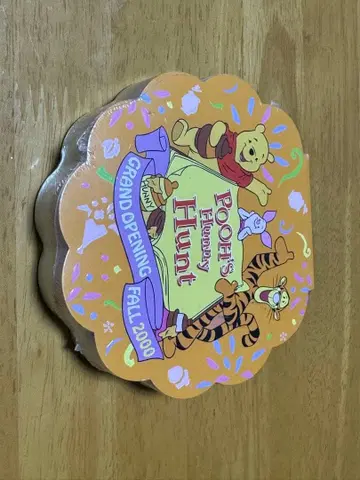 POOH'S
Hunny
Hunt
HUNNY
GRAND OPENING FALL 2000